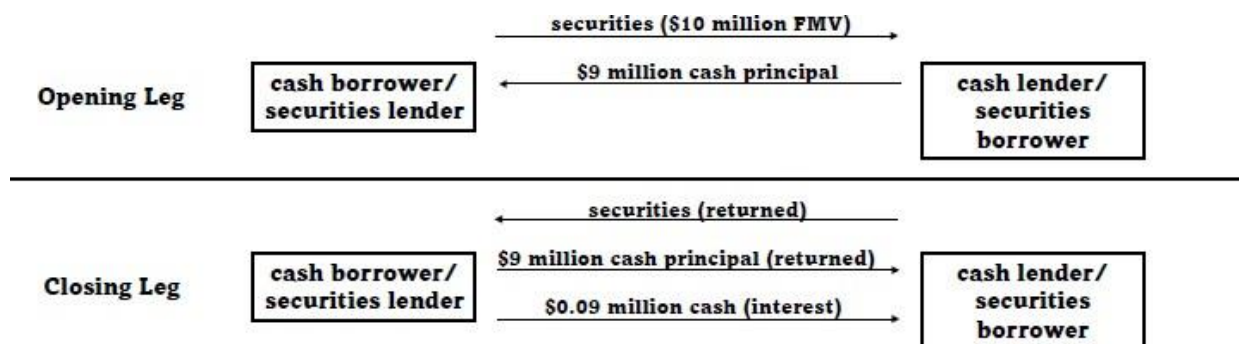 securities ($10 million FMV)
$9 million cash principal
Opening Leg
cash borrower/
securities lender
cash lender/
securities
borrower
securities (returned)
$9 million cash principal (returned)
$0.09 million cash (interest)
Closing Leg
cash borrower/
securities lender
cash lender/
securities
borrower